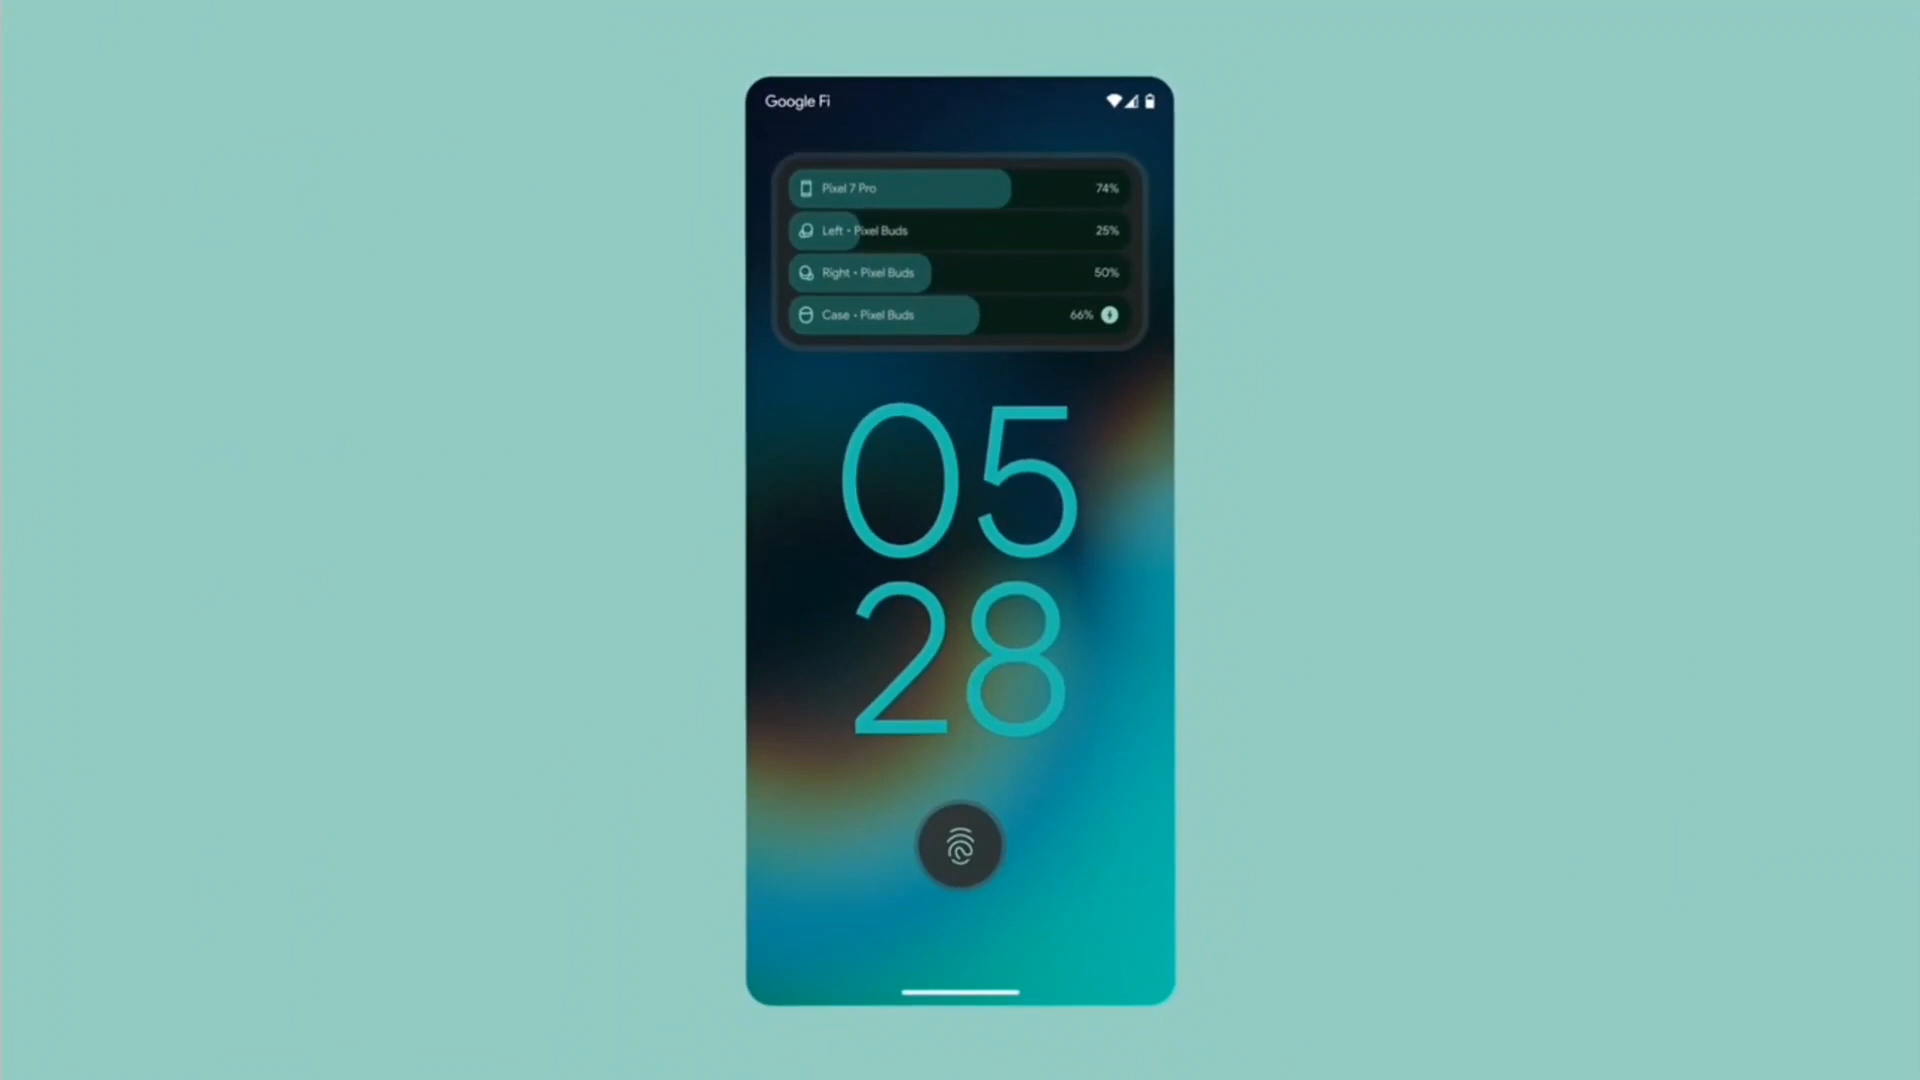 Google Fi
Pixel 7 Pro 74%
Left • Pixel Buds 25%
Right • Pixel Buds 50%
Case • Pixel Buds 66%
05
28